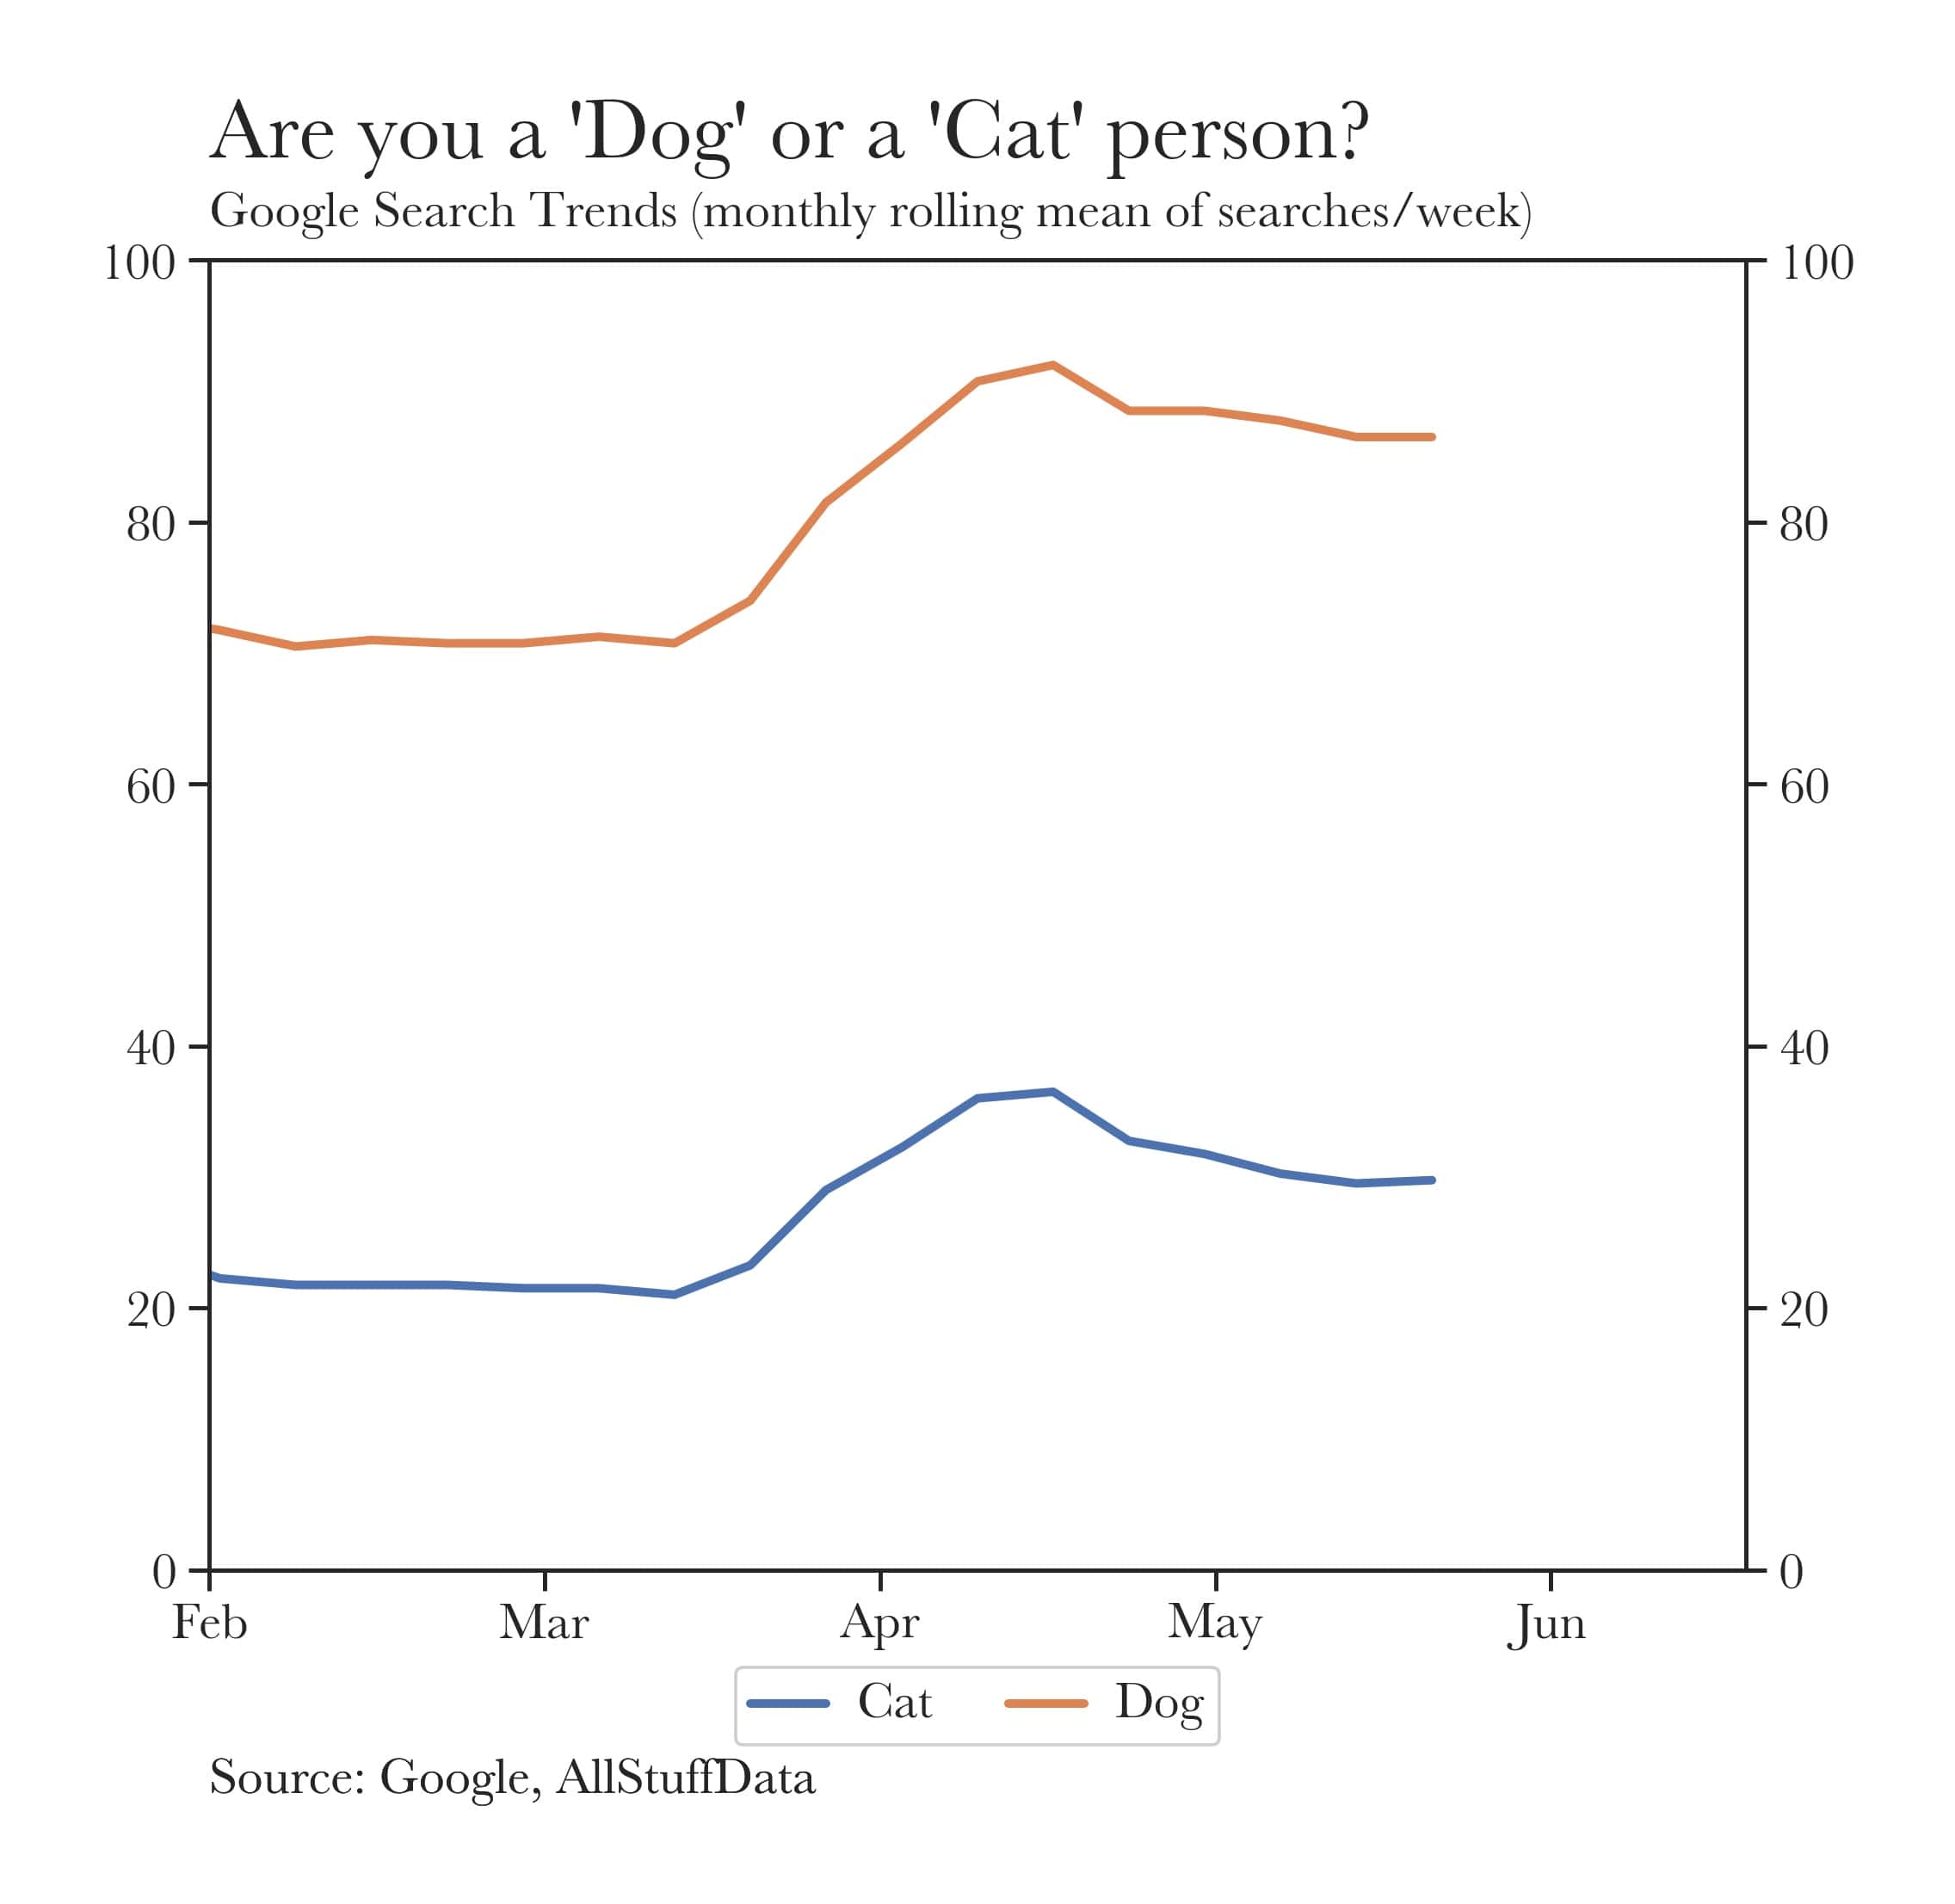 Are you a 'Dog' or a 'Cat' person?
Google Search Trends (monthly rolling mean of searches/week)
100 100
80 80
60 60
40 40
20 20
0 0
Feb Mar Apr May Jun
Cat Dog
Source: Google, AllStuffData